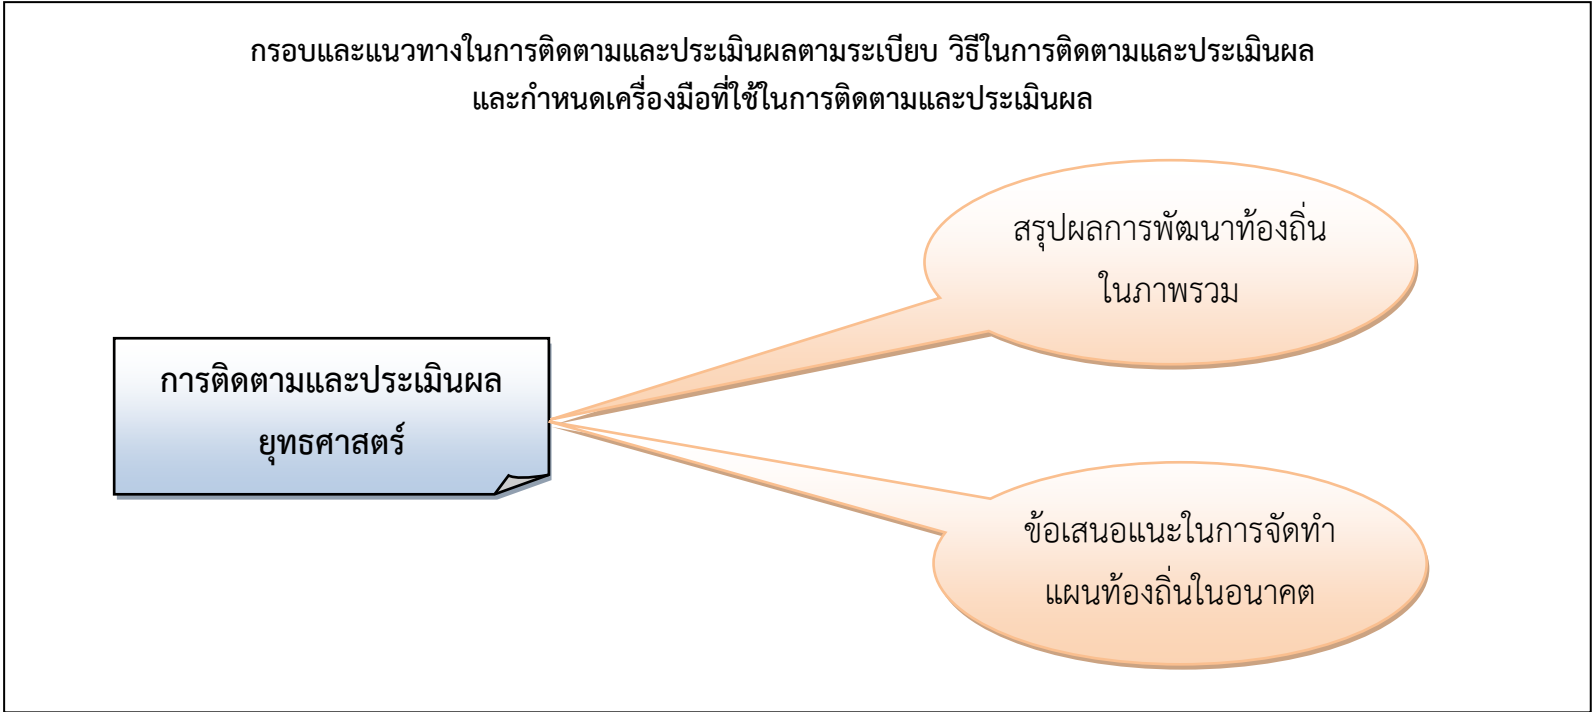 กรอบและแนวทางในการติดตามและประเมินผลตามระเบียบ วิธีในการติดตามและประเมินผล
และกำหนดเครื่องมือที่ใช้ในการติดตามและประเมินผล
สรุปผลการพัฒนาท้องถิ่น
ในภาพรวม
การติดตามและประเมินผล
ยุทธศาสตร์
ข้อเสนอแนะในการจัดทำ
แผนท้องถิ่นในอนาคต